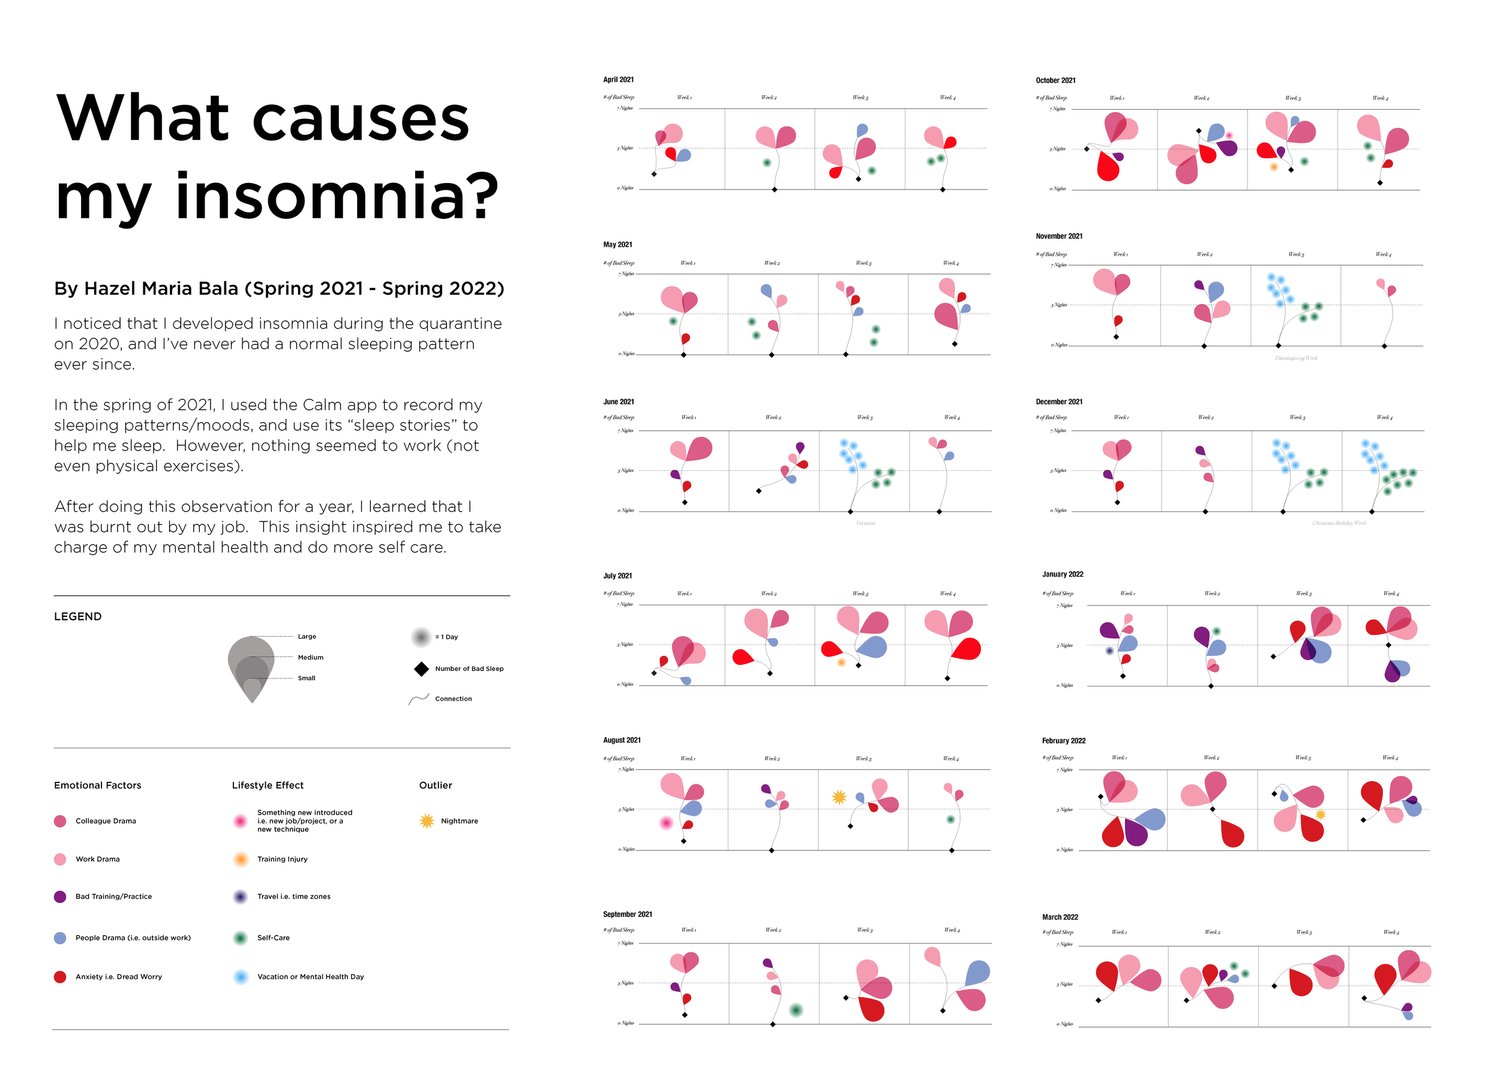 What causes
my insomnia?
By Hazel Maria Bala (Spring 2021 - Spring 2022)
I noticed that I developed insomnia during the quarantine
on 2020, and I've never had a normal sleeping pattern
ever since.
In the spring of 2021, I used the Calm app to record my
sleeping patterns/moods, and use its “sleep stories” to
help me sleep. However, nothing seemed to work (not
even physical exercises).
After doing this observation for a year, I learned that I
was burnt out by my job. This insight inspired me to take
charge of my mental health and do more self care.
LEGEND
Large
Medium
Small
= 1 Day
Number of Bad Sleep
Connection
Emotional Factors
Colleague Drama
Work Drama
Bad Training/Practice
People Drama (i.e. outside work)
Anxiety i.e. Dread Worry
Lifestyle Effect
Something new introduced
i.e. new job/project, or a
new technique
Training Injury
Travel i.e. time zones
Self-Care
Vacation or Mental Health Day
Outlier
Nightmare
April 2021
# of Bad Sleep Week 1 Week 2 Week 3 Week 4
7 Nights
3 Nights
0 Nights
May 2021
# of Bad Sleep Week 1 Week 2 Week 3 Week 4
7 Nights
3 Nights
0 Nights
June 2021
# of Bad Sleep Week 1 Week 2 Week 3 Week 4
7 Nights
3 Nights
0 Nights
Vacation
July 2021
# of Bad Sleep Week 1 Week 2 Week 3 Week 4
7 Nights
3 Nights
0 Nights
August 2021
# of Bad Sleep Week 1 Week 2 Week 3 Week 4
7 Nights
3 Nights
0 Nights
September 2021
# of Bad Sleep Week 1 Week 2 Week 3 Week 4
7 Nights
3 Nights
0 Nights
October 2021
# of Bad Sleep Week 1 Week 2 Week 3 Week 4
7 Nights
3 Nights
0 Nights
November 2021
# of Bad Sleep Week 1 Week 2 Week 3 Week 4
7 Nights
3 Nights
0 Nights
Thanksgiving Week
December 2021
# of Bad Sleep Week 1 Week 2 Week 3 Week 4
7 Nights
3 Nights
0 Nights
Christmas Holiday Week
January 2022
# of Bad Sleep Week 1 Week 2 Week 3 Week 4
7 Nights
3 Nights
0 Nights
February 2022
# of Bad Sleep Week 1 Week 2 Week 3 Week 4
7 Nights
3 Nights
0 Nights
March 2022
# of Bad Sleep Week 1 Week 2 Week 3 Week 4
7 Nights
3 Nights
0 Nights